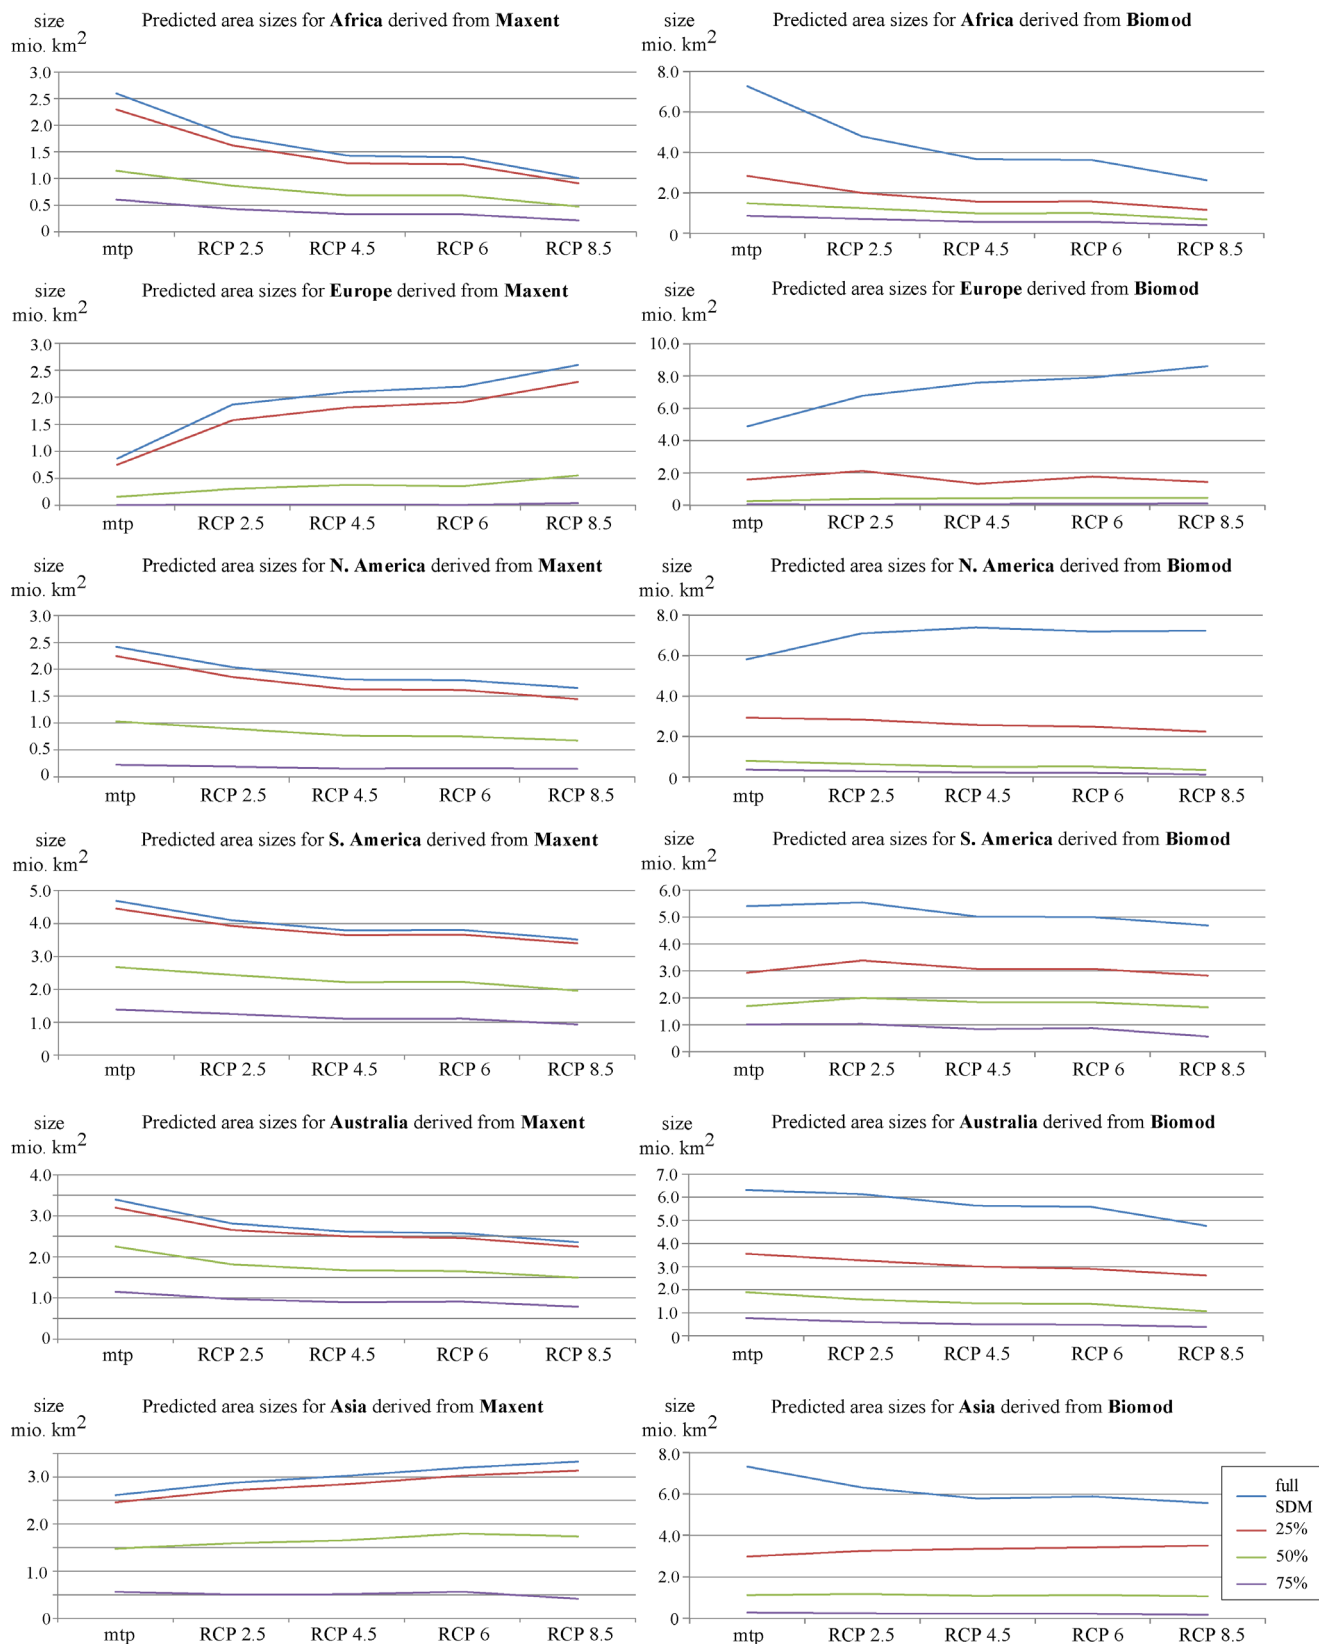 size
mio. km2
Predicted area sizes for Africa derived from Maxent
3.0
2.5
2.0
1.5
1.0
0.5
0
mtp RCP 2.5 RCP 4.5 RCP 6 RCP 8.5
size
mio. km2
Predicted area sizes for Africa derived from Biomod
8.0
6.0
4.0
2.0
0
mtp RCP 2.5 RCP 4.5 RCP 6 RCP 8.5
size
mio. km2
Predicted area sizes for Europe derived from Maxent
3.0
2.5
2.0
1.5
1.0
0.5
0
mtp RCP 2.5 RCP 4.5 RCP 6 RCP 8.5
size
mio. km2
Predicted area sizes for Europe derived from Biomod
10.0
8.0
6.0
4.0
2.0
0
mtp RCP 2.5 RCP 4.5 RCP 6 RCP 8.5
size
mio. km2
Predicted area sizes for N. America derived from Maxent
3.0
2.5
2.0
1.5
1.0
0.5
0
mtp RCP 2.5 RCP 4.5 RCP 6 RCP 8.5
size
mio. km2
Predicted area sizes for N. America derived from Biomod
8.0
6.0
4.0
2.0
0
mtp RCP 2.5 RCP 4.5 RCP 6 RCP 8.5
size
mio. km2
Predicted area sizes for S. America derived from Maxent
5.0
4.0
3.0
2.0
1.0
0
mtp RCP 2.5 RCP 4.5 RCP 6 RCP 8.5
size
mio. km2
Predicted area sizes for S. America derived from Biomod
6.0
5.0
4.0
3.0
2.0
1.0
0
mtp RCP 2.5 RCP 4.5 RCP 6 RCP 8.5
size
mio. km2
Predicted area sizes for Australia derived from Maxent
4.0
3.0
2.0
1.0
0
mtp RCP 2.5 RCP 4.5 RCP 6 RCP 8.5
size
mio. km2
Predicted area sizes for Australia derived from Biomod
7.0
6.0
5.0
4.0
3.0
2.0
1.0
0
mtp RCP 2.5 RCP 4.5 RCP 6 RCP 8.5
size
mio. km2
Predicted area sizes for Asia derived from Maxent
3.0
2.0
1.0
0
mtp RCP 2.5 RCP 4.5 RCP 6 RCP 8.5
size
mio. km2
Predicted area sizes for Asia derived from Biomod
8.0
6.0
4.0
2.0
0
mtp RCP 2.5 RCP 4.5 RCP 6 RCP 8.5
full
SDM
25%
50%
75%